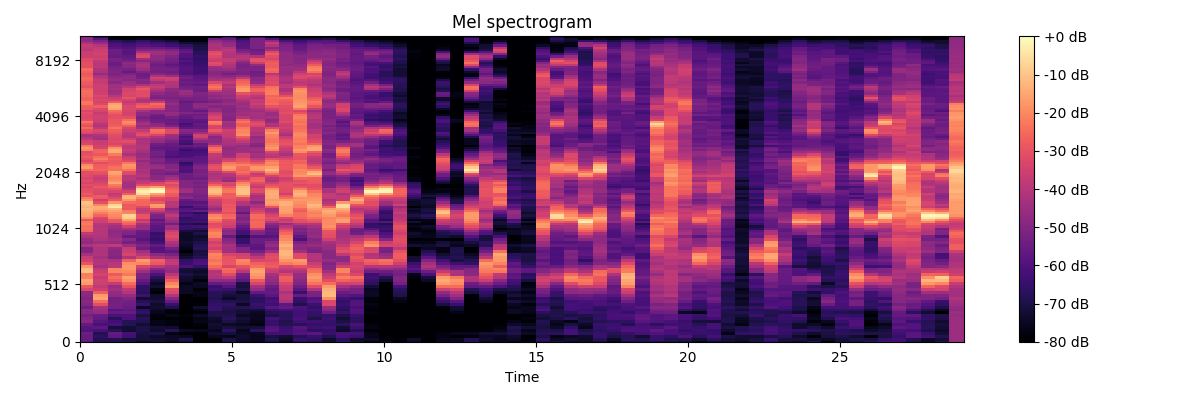 Mel spectrogram
8192
4096
2048
1024
512
0
Hz
0 5 10 15 20 25
Time
+0 dB
-10 dB
-20 dB
-30 dB
-40 dB
-50 dB
-60 dB
-70 dB
-80 dB